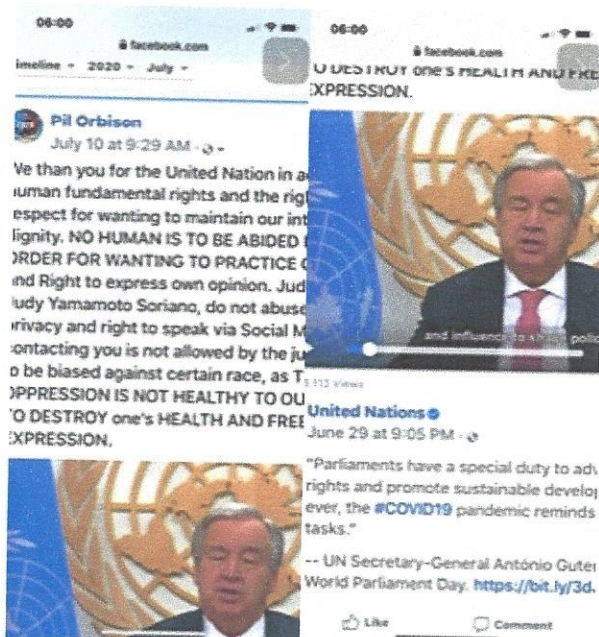 06:00
facebook.com
imeline 2020 July
Pil Orbison
July 10 at 9:29 AM
We than you for the United Nation in a
uman fundamental rights and the rig
espect for wanting to maintain our int
lignity. NO HUMAN IS TO BE ABIDED
ORDER FOR WANTING TO PRACTICE
and Right to express own opinion. Jud
Judy Yamamoto Soriano, do not abuse
privacy and right to speak via Social M
contacting you is not allowed by the ju
o be biased against certain race, as T
OPPRESSION IS NOT HEALTHY TO OU
TO DESTROY one's HEALTH AND FREE
EXPRESSION.
06:00
facebook.com
O DESTROY one's HEALTH AND FRE
EXPRESSION.
and influence to shape polic
Views
United Nations
June 29 at 9:05 PM
"Parliaments have a special duty to adv
rights and promote sustainable develop
ever, the #COVID19 pandemic reminds
tasks."
-- UN Secretary-General António Guter
World Parliament Day. https://bit.ly/3d.
Like Comment